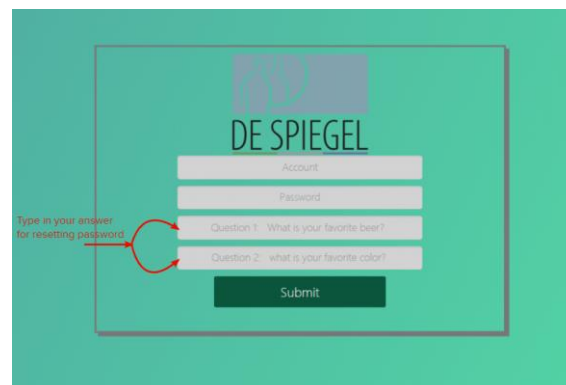 DE SPIEGEL
Account
Password
Type in your answer
for resetting password
Question 1: What is your favorite beer?
Question 2: what is your favorite color?
Submit